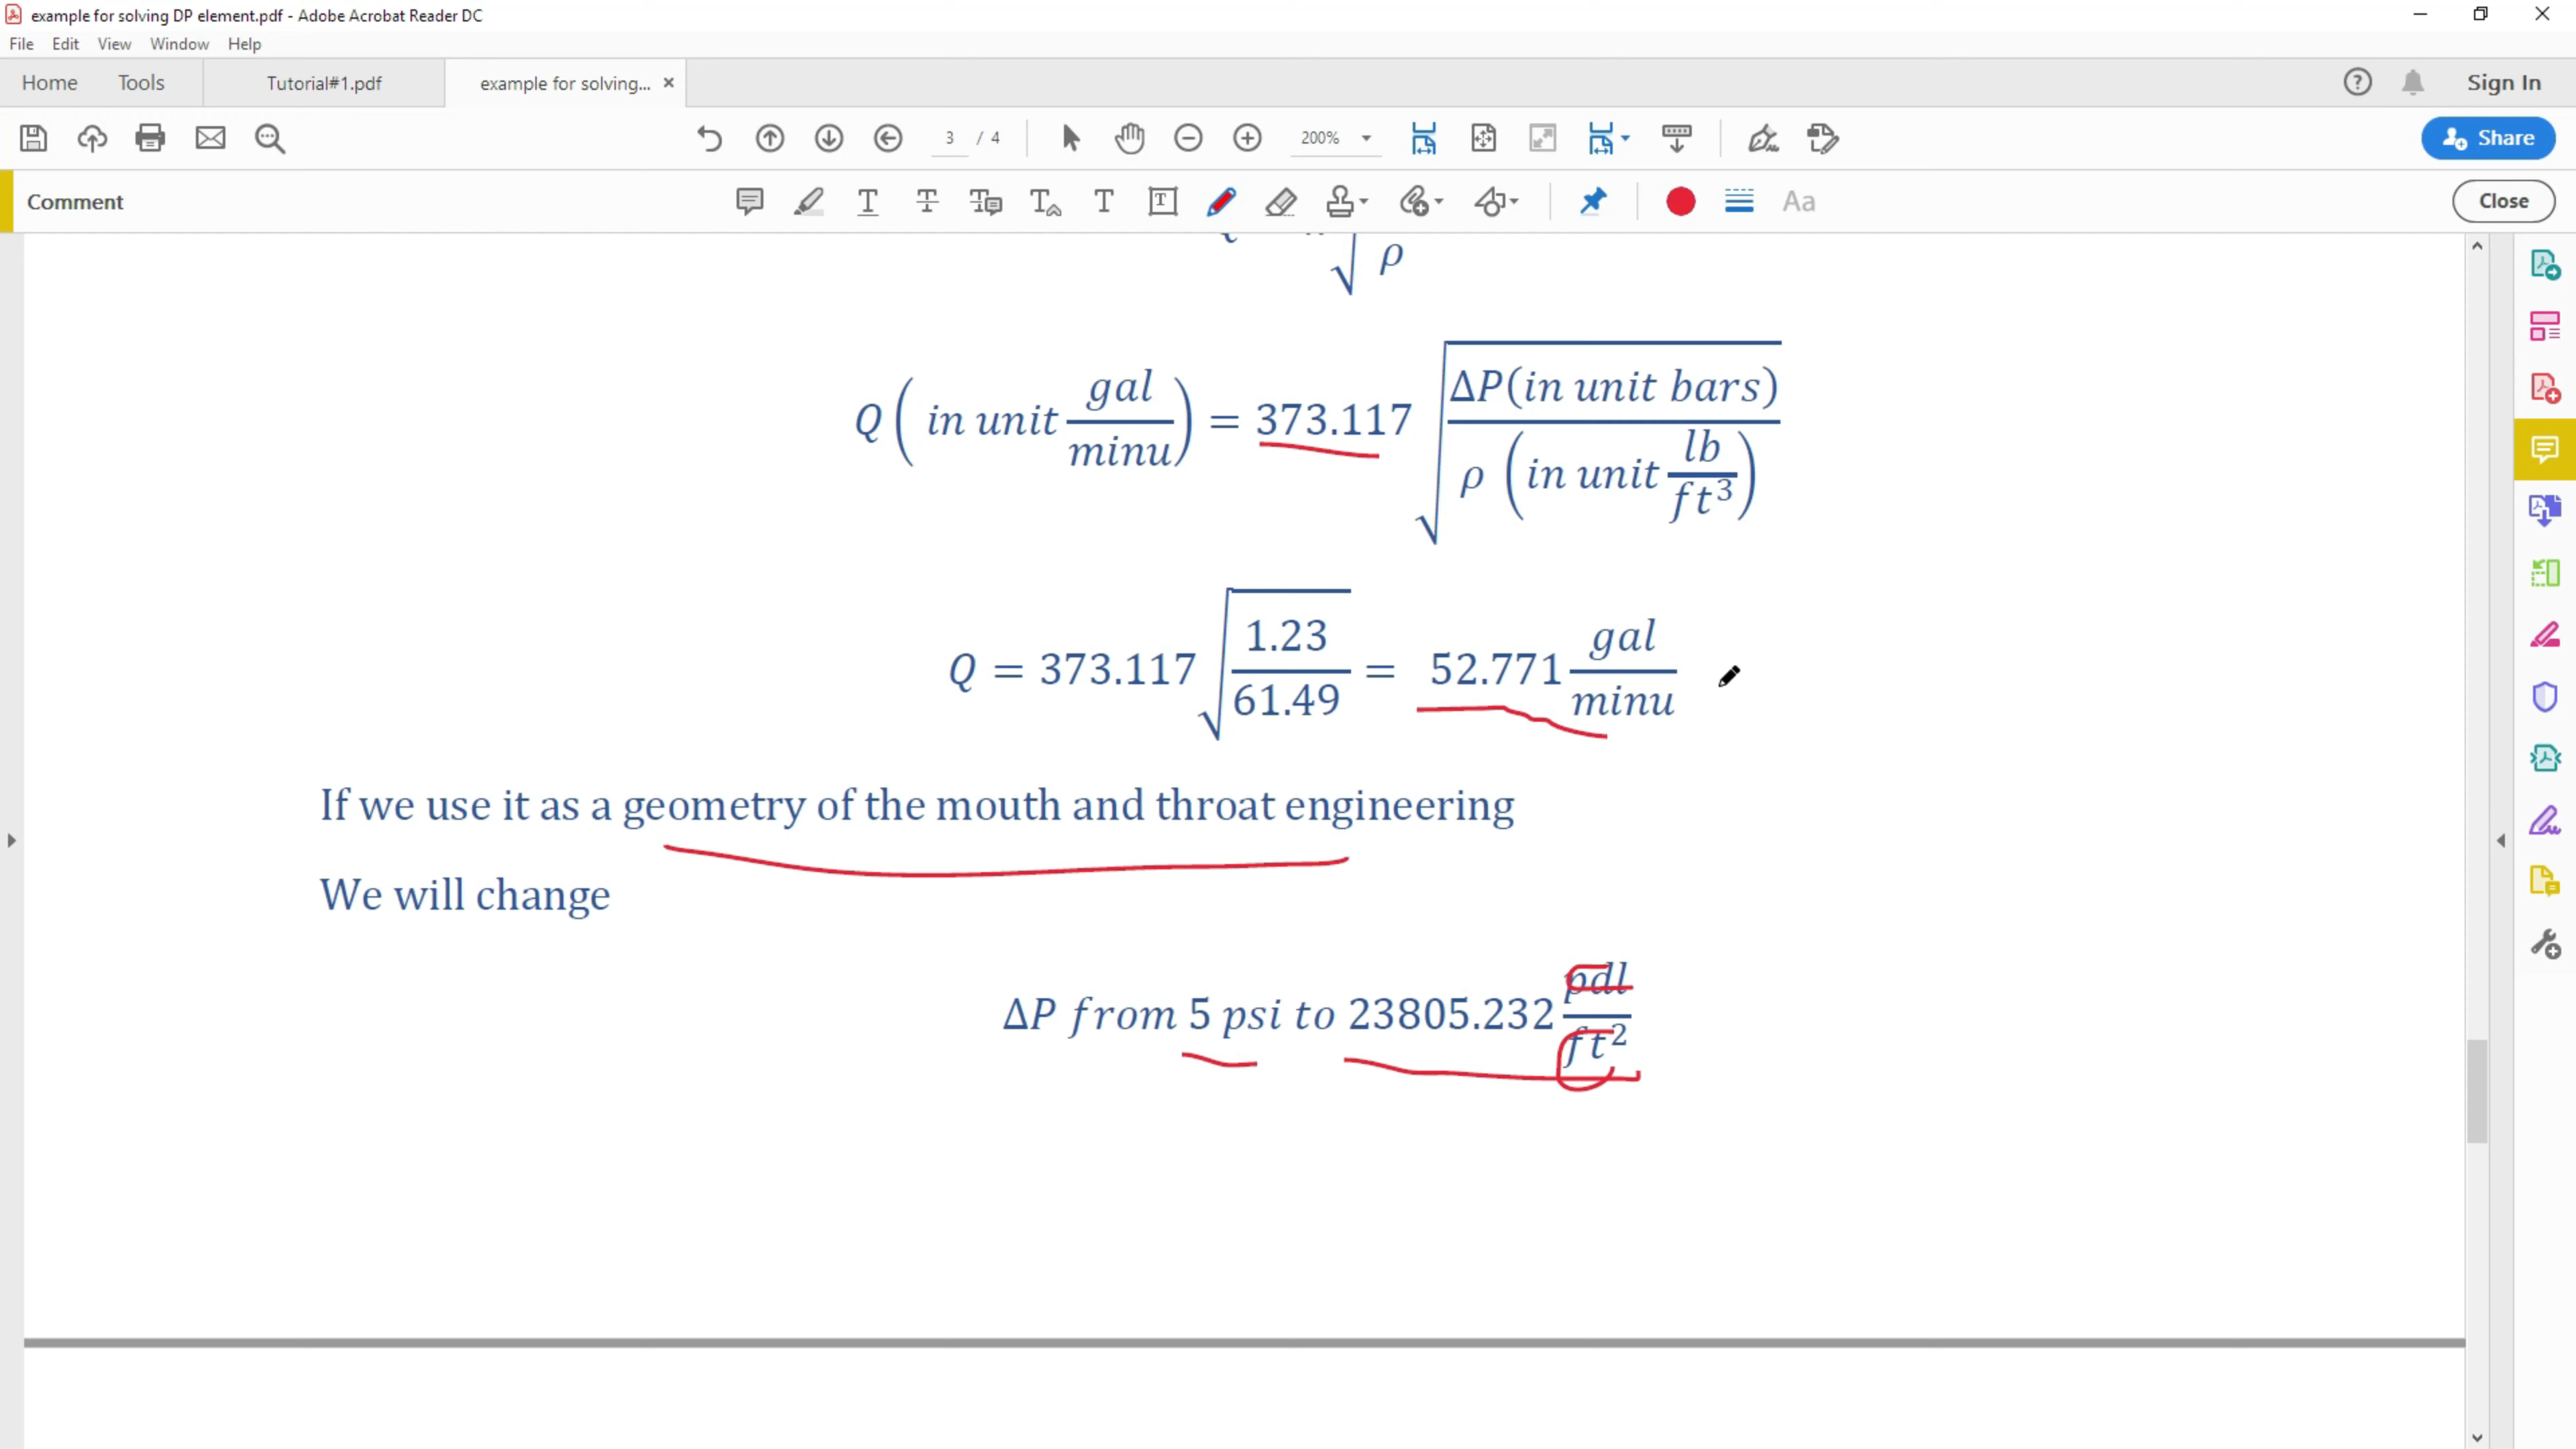 example for solving DP element.pdf - Adobe Acrobat Reader DC
File Edit View Window Help
Home Tools Tutorial#1.pdf example for solving... × Sign In
3 / 4 200% Share
Comment Aa Close
√ ρ
Q ( in unit gal/minu ) = 373.117 √( ΔP(in unit bars) / ρ (in unit lb/ft³) )
Q = 373.117 √( 1.23 / 61.49 ) = 52.771 gal/minu
If we use it as a geometry of the mouth and throat engineering
We will change
ΔP from 5 psi to 23805.232 pdl/ft²